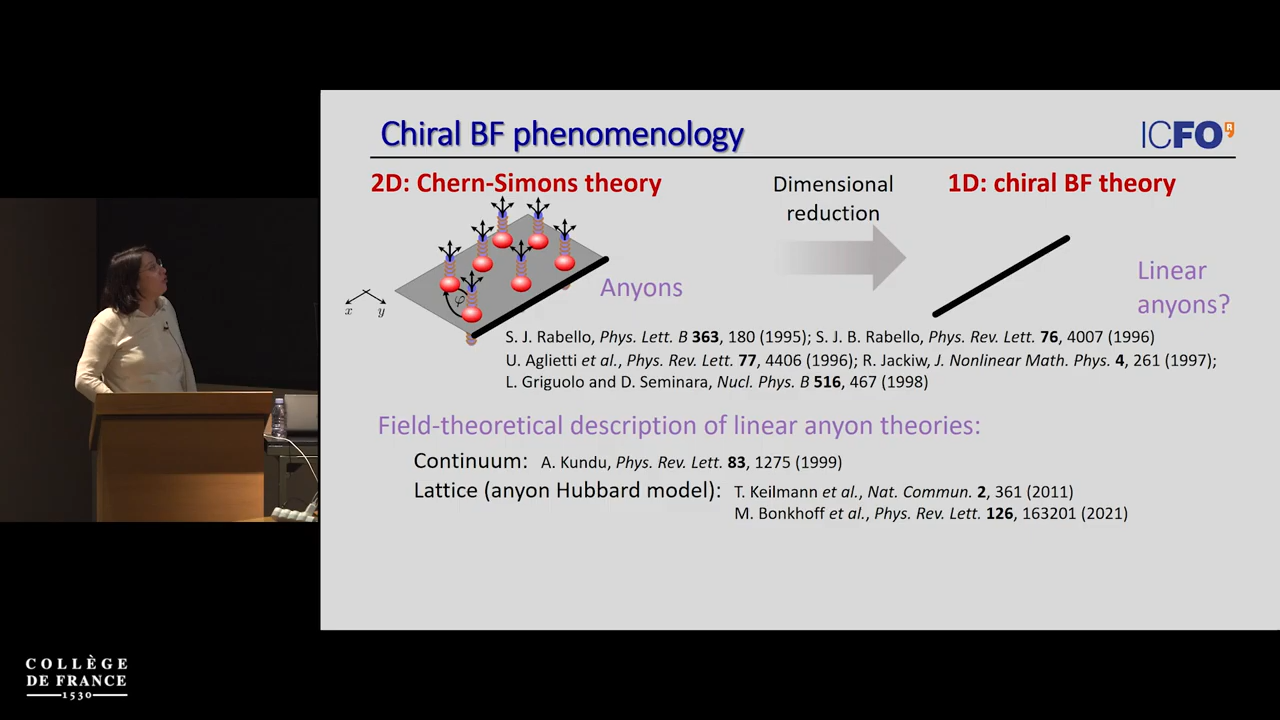 Chiral BF phenomenology
ICFO
R
2D: Chern-Simons theory
Dimensional
reduction
1D: chiral BF theory
Anyons
Linear
anyons?
φ
x
y
S. J. Rabello, Phys. Lett. B 363, 180 (1995); S. J. B. Rabello, Phys. Rev. Lett. 76, 4007 (1996)
U. Aglietti et al., Phys. Rev. Lett. 77, 4406 (1996); R. Jackiw, J. Nonlinear Math. Phys. 4, 261 (1997);
L. Griguolo and D. Seminara, Nucl. Phys. B 516, 467 (1998)
Field-theoretical description of linear anyon theories:
Continuum: A. Kundu, Phys. Rev. Lett. 83, 1275 (1999)
Lattice (anyon Hubbard model): T. Keilmann et al., Nat. Commun. 2, 361 (2011)
M. Bonkhoff et al., Phys. Rev. Lett. 126, 163201 (2021)
COLLÈGE
DE FRANCE
1530